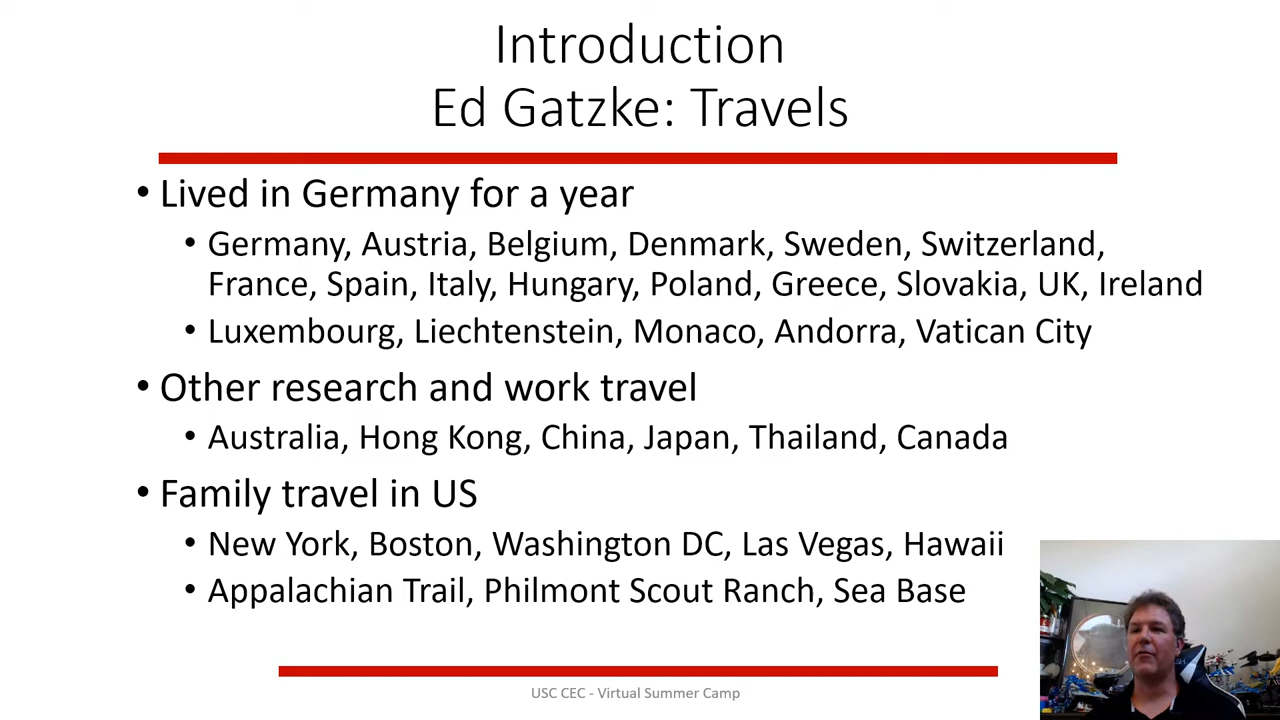 Introduction
Ed Gatzke: Travels
• Lived in Germany for a year
• Germany, Austria, Belgium, Denmark, Sweden, Switzerland,
France, Spain, Italy, Hungary, Poland, Greece, Slovakia, UK, Ireland
• Luxembourg, Liechtenstein, Monaco, Andorra, Vatican City
• Other research and work travel
• Australia, Hong Kong, China, Japan, Thailand, Canada
• Family travel in US
• New York, Boston, Washington DC, Las Vegas, Hawaii
• Appalachian Trail, Philmont Scout Ranch, Sea Base
USC CEC - Virtual Summer Camp